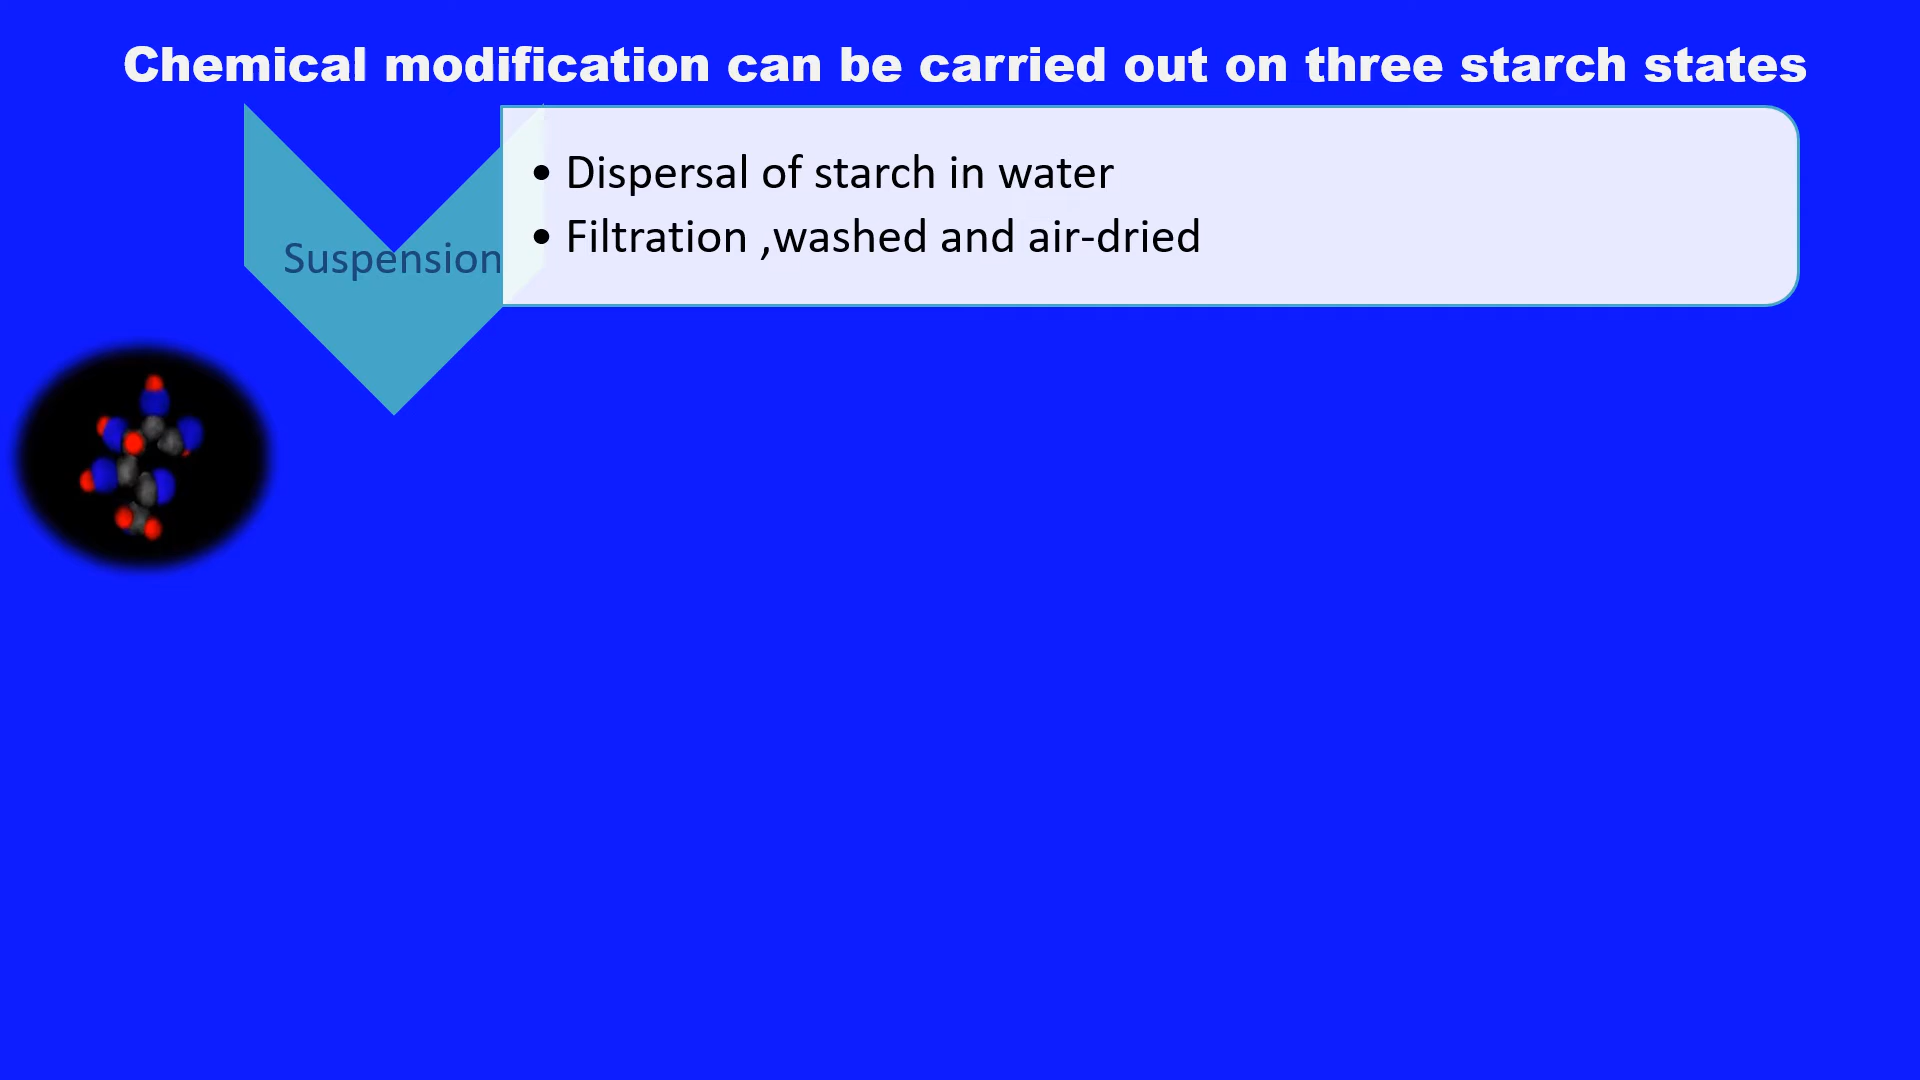 Chemical modification can be carried out on three starch states
Suspension
• Dispersal of starch in water
• Filtration ,washed and air-dried